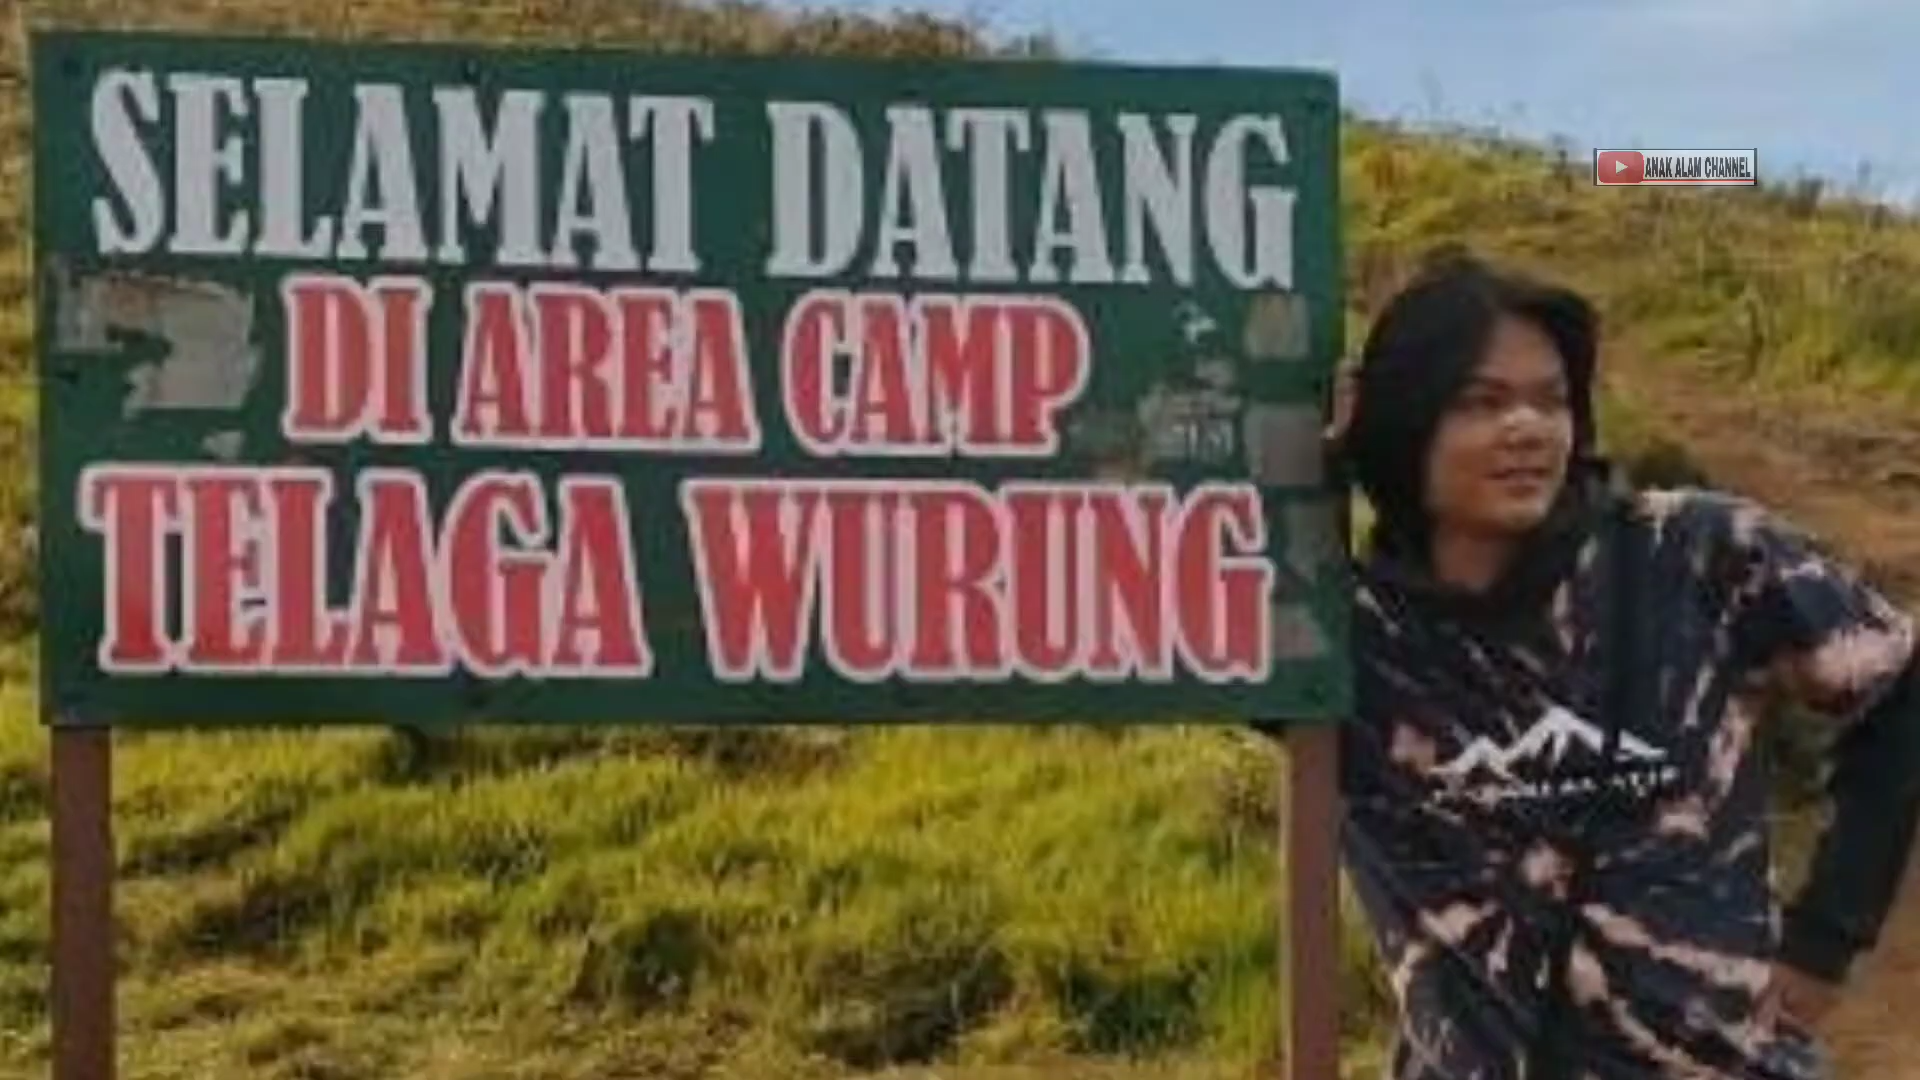 SELAMAT DATANG
DI AREA CAMP
TELAGA WURUNG
ANAK ALAM CHANNEL